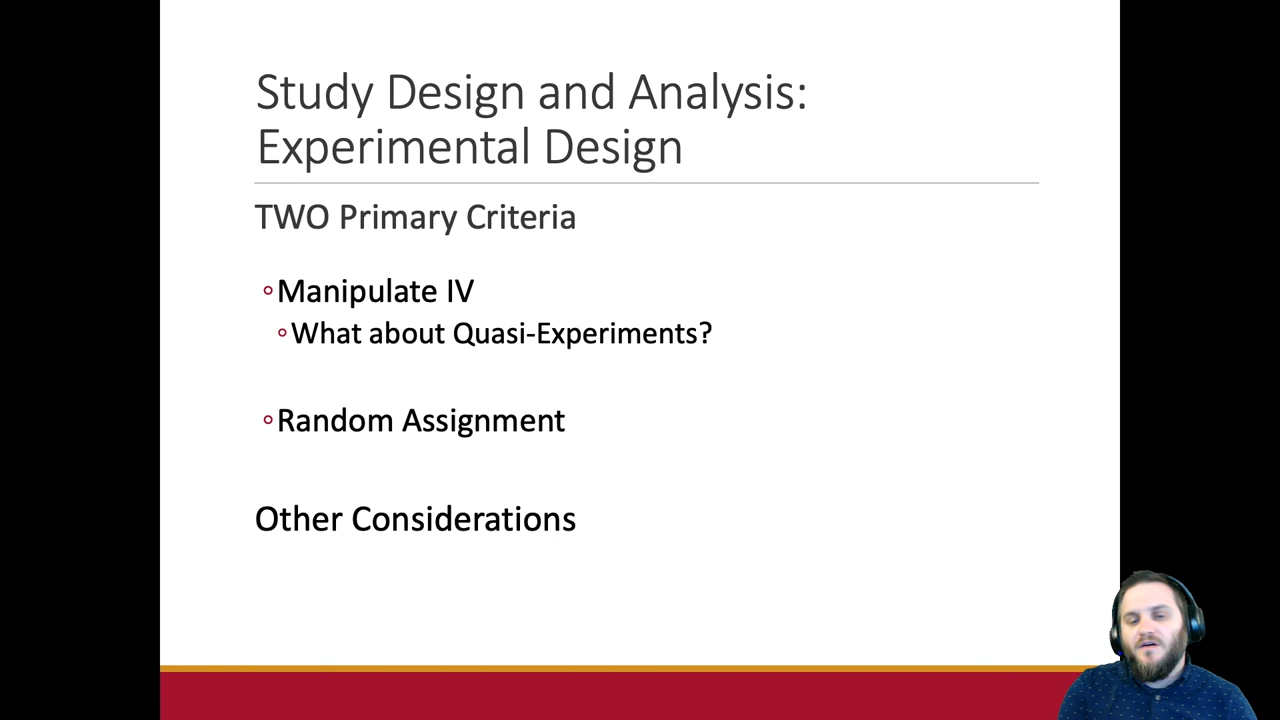 Study Design and Analysis:
Experimental Design
TWO Primary Criteria
◦Manipulate IV
◦What about Quasi-Experiments?
◦Random Assignment
Other Considerations